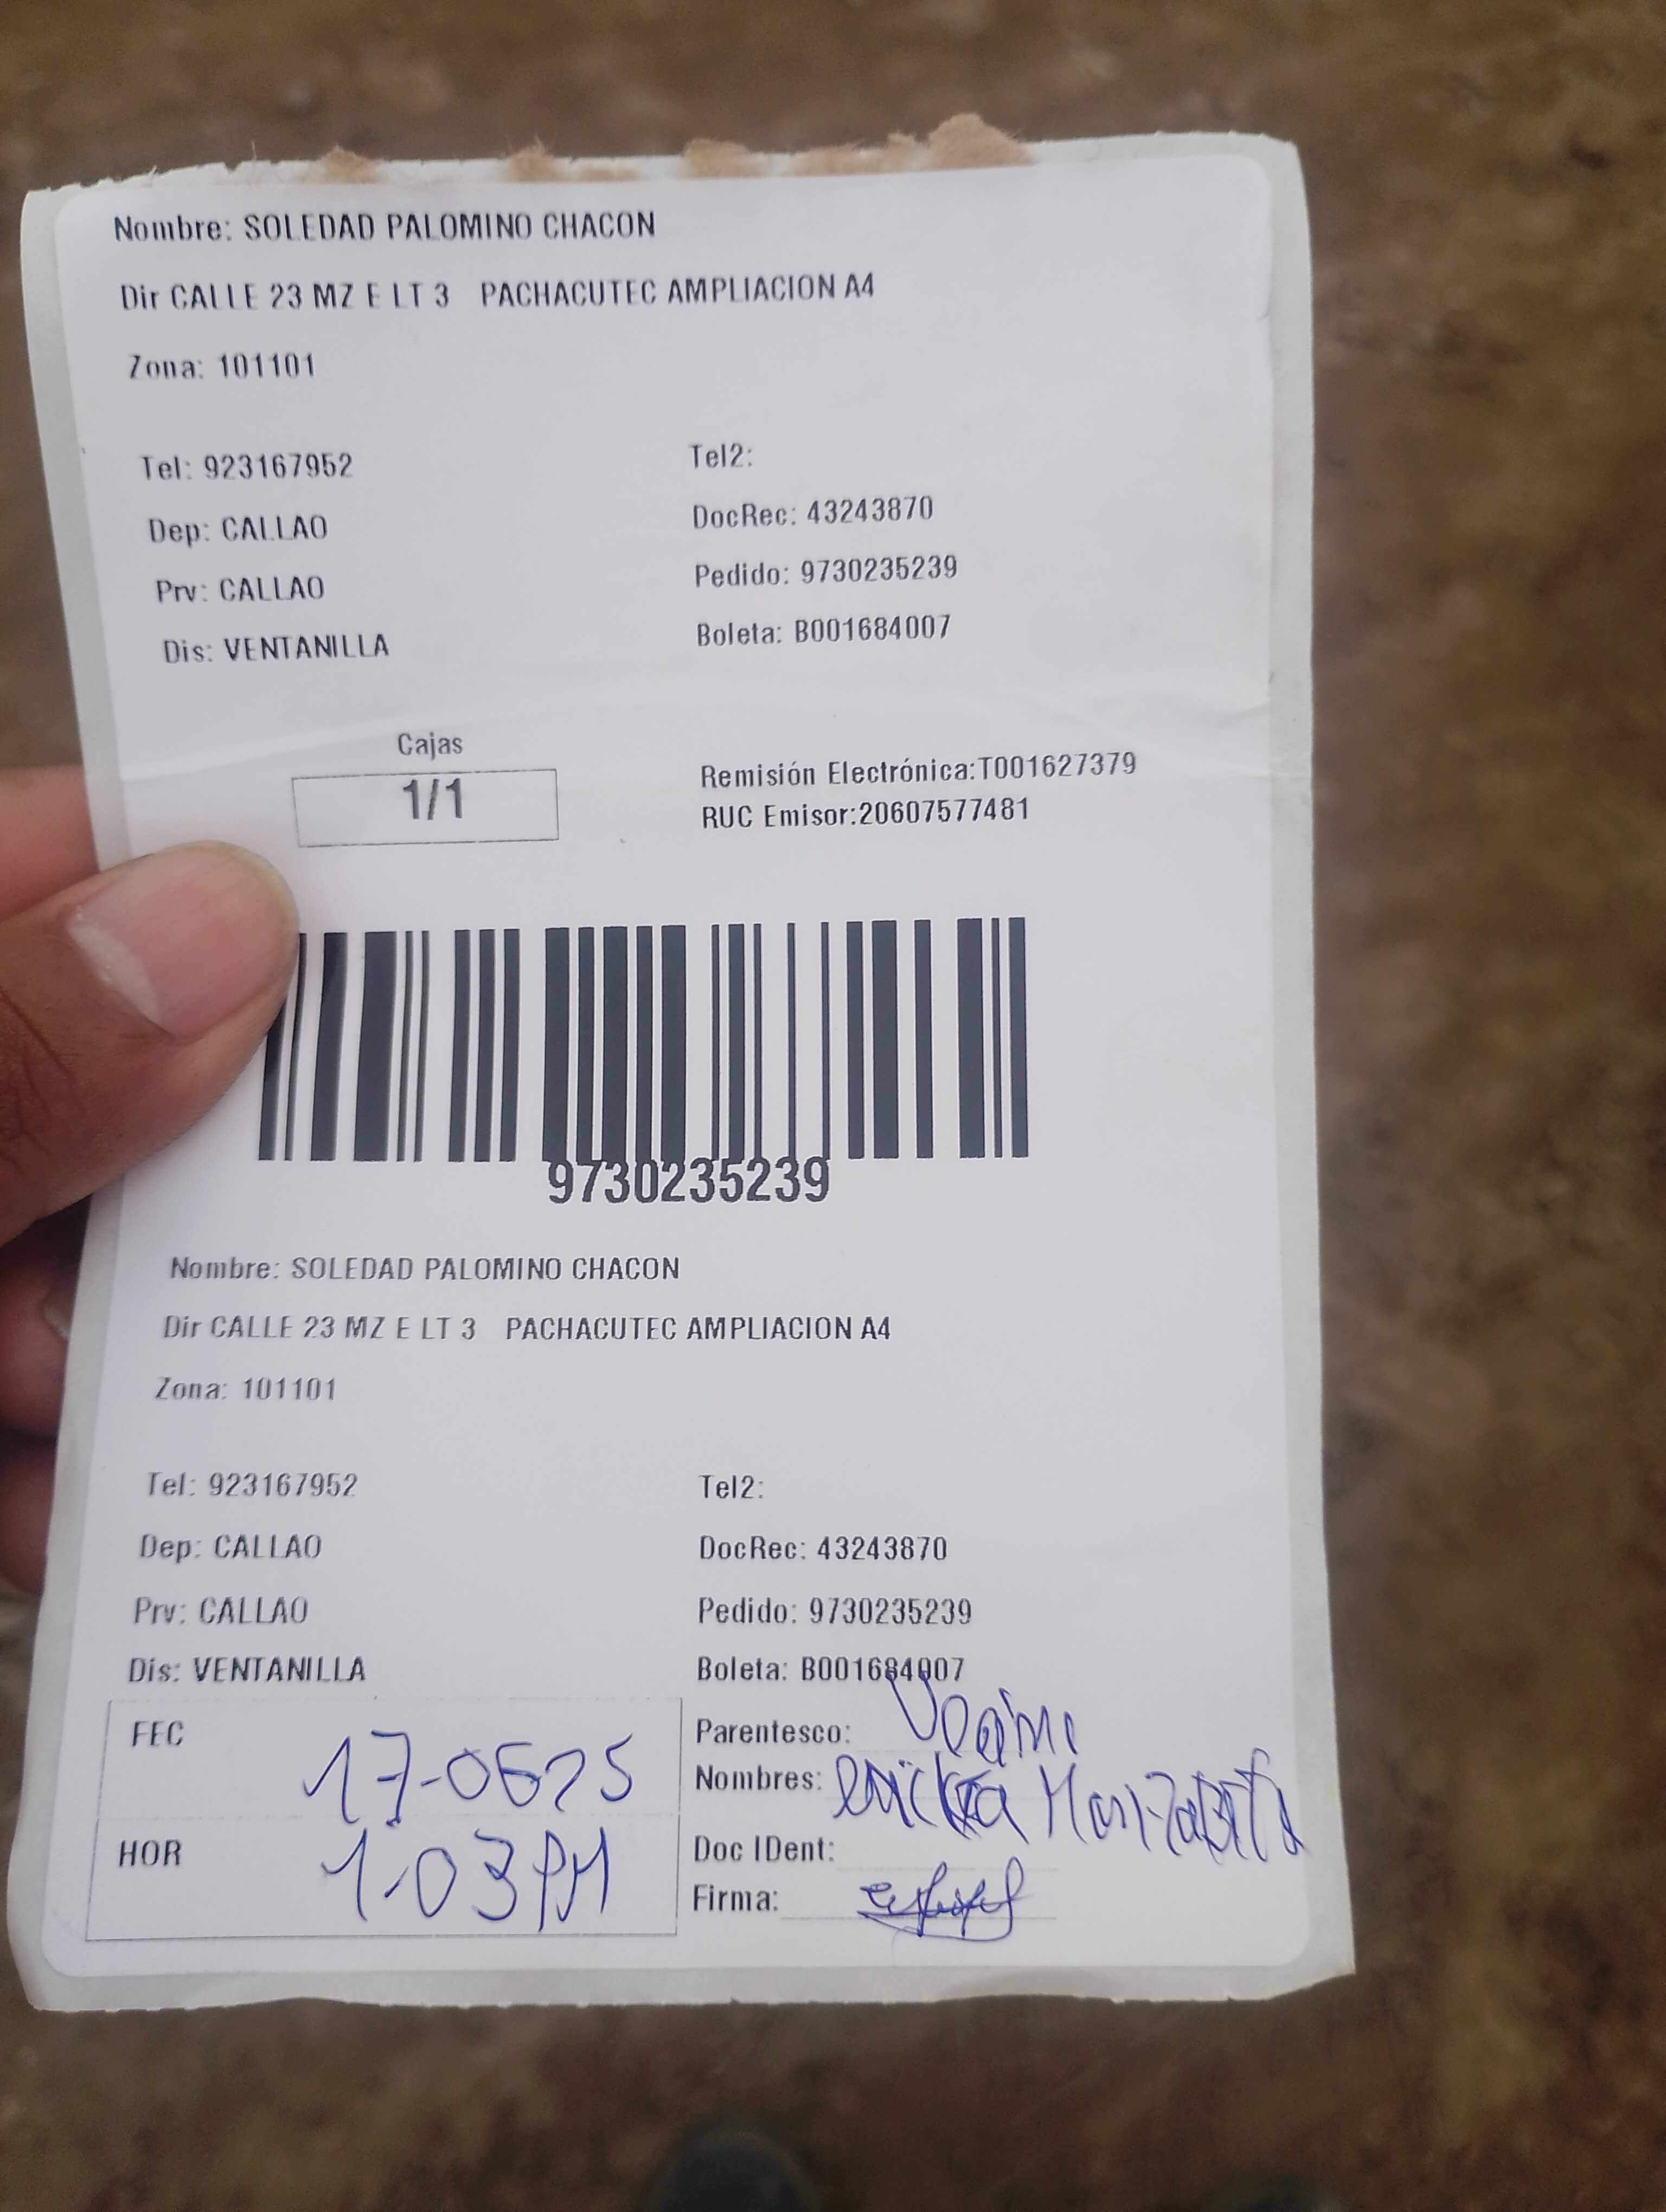 Nombre: SOLEDAD PALOMINO CHACON
Dir CALLE 23 MZ E LT 3 PACHACUTEC AMPLIACION A4
Zona: 101101
Tel: 923167952 Tel2:
Dep: CALLAO DocRec: 43243870
Prv: CALLAO Pedido: 9730235239
Dis: VENTANILLA Boleta: B001684007
Cajas
1/1
Remisión Electrónica:T001627379
RUC Emisor:20607577481
9730235239
Nombre: SOLEDAD PALOMINO CHACON
Dir CALLE 23 MZ E LT 3 PACHACUTEC AMPLIACION A4
Zona: 101101
Tel: 923167952 Tel2:
Dep: CALLAO DocRec: 43243870
Prv: CALLAO Pedido: 9730235239
Dis: VENTANILLA Boleta: B001684007
FEC 17-0625
HOR 1-03PM
Parentesco:
Nombres:
Doc IDent:
Firma: